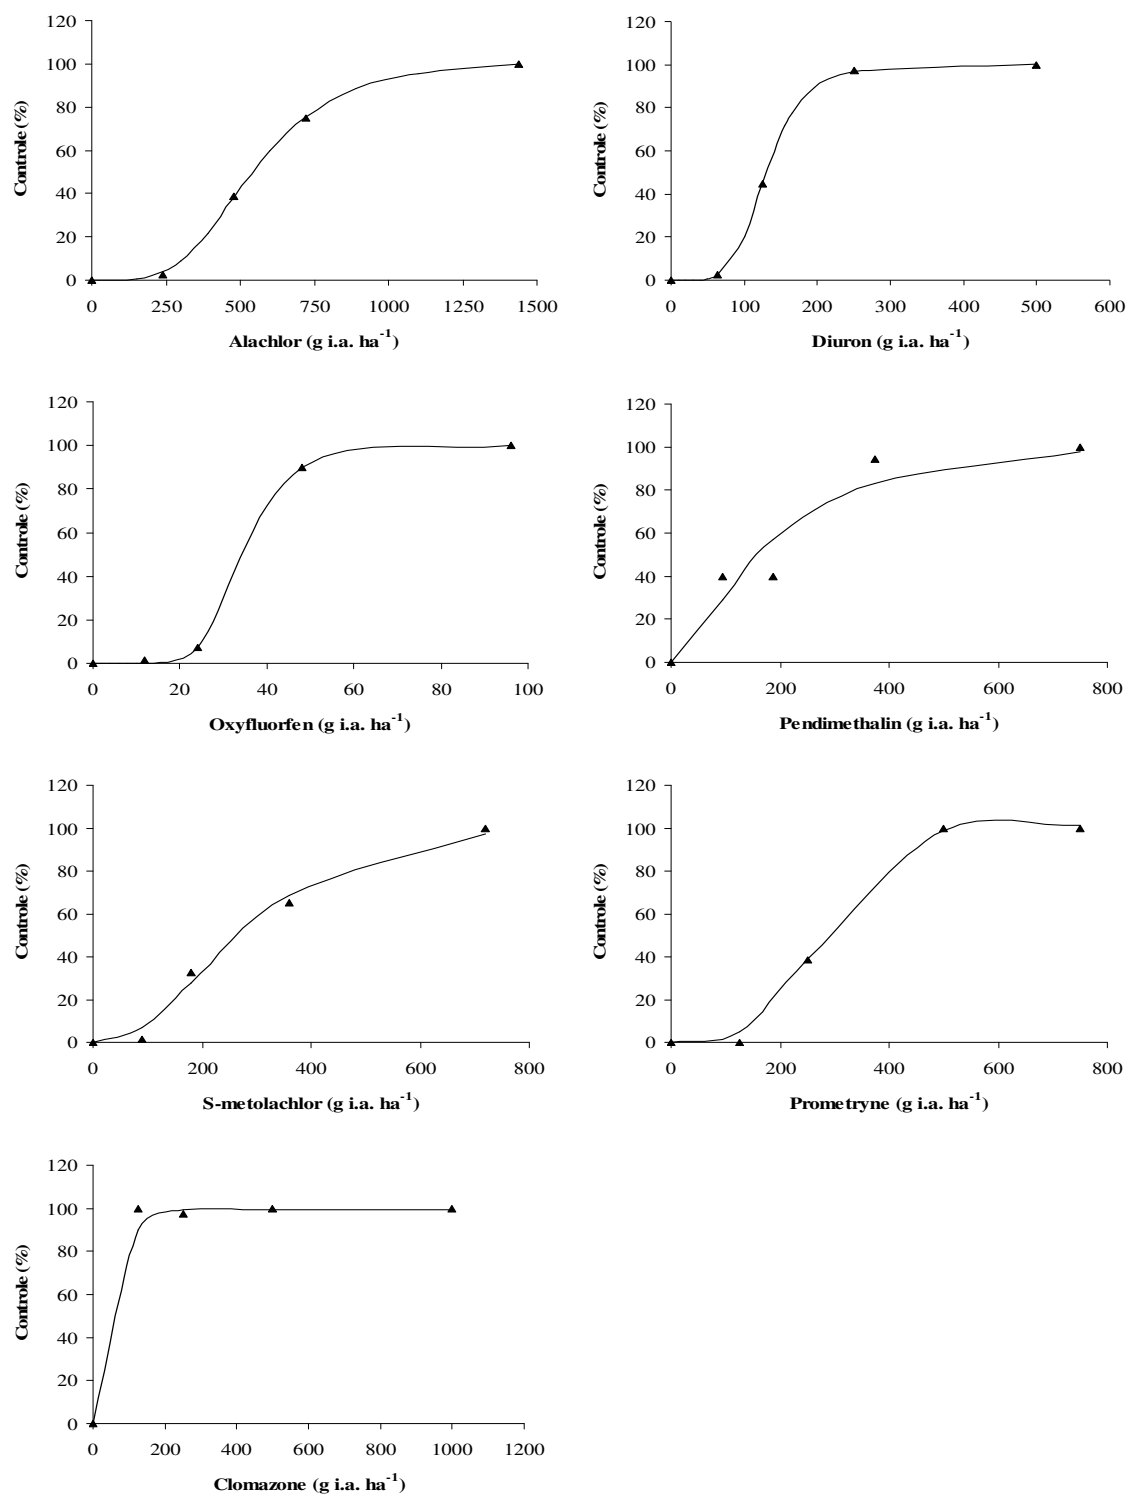 120
100
80
60
40
20
0
Controle (%)
0 250 500 750 1000 1250 1500
Alachlor (g i.a. ha⁻¹)
120
100
80
60
40
20
0
Controle (%)
0 100 200 300 400 500 600
Diuron (g i.a. ha⁻¹)
120
100
80
60
40
20
0
Controle (%)
0 20 40 60 80 100
Oxyfluorfen (g i.a. ha⁻¹)
120
100
80
60
40
20
0
Controle (%)
0 200 400 600 800
Pendimethalin (g i.a. ha⁻¹)
120
100
80
60
40
20
0
Controle (%)
0 200 400 600 800
S-metolachlor (g i.a. ha⁻¹)
120
100
80
60
40
20
0
Controle (%)
0 200 400 600 800
Prometryne (g i.a. ha⁻¹)
120
100
80
60
40
20
0
Controle (%)
0 200 400 600 800 1000 1200
Clomazone (g i.a. ha⁻¹)